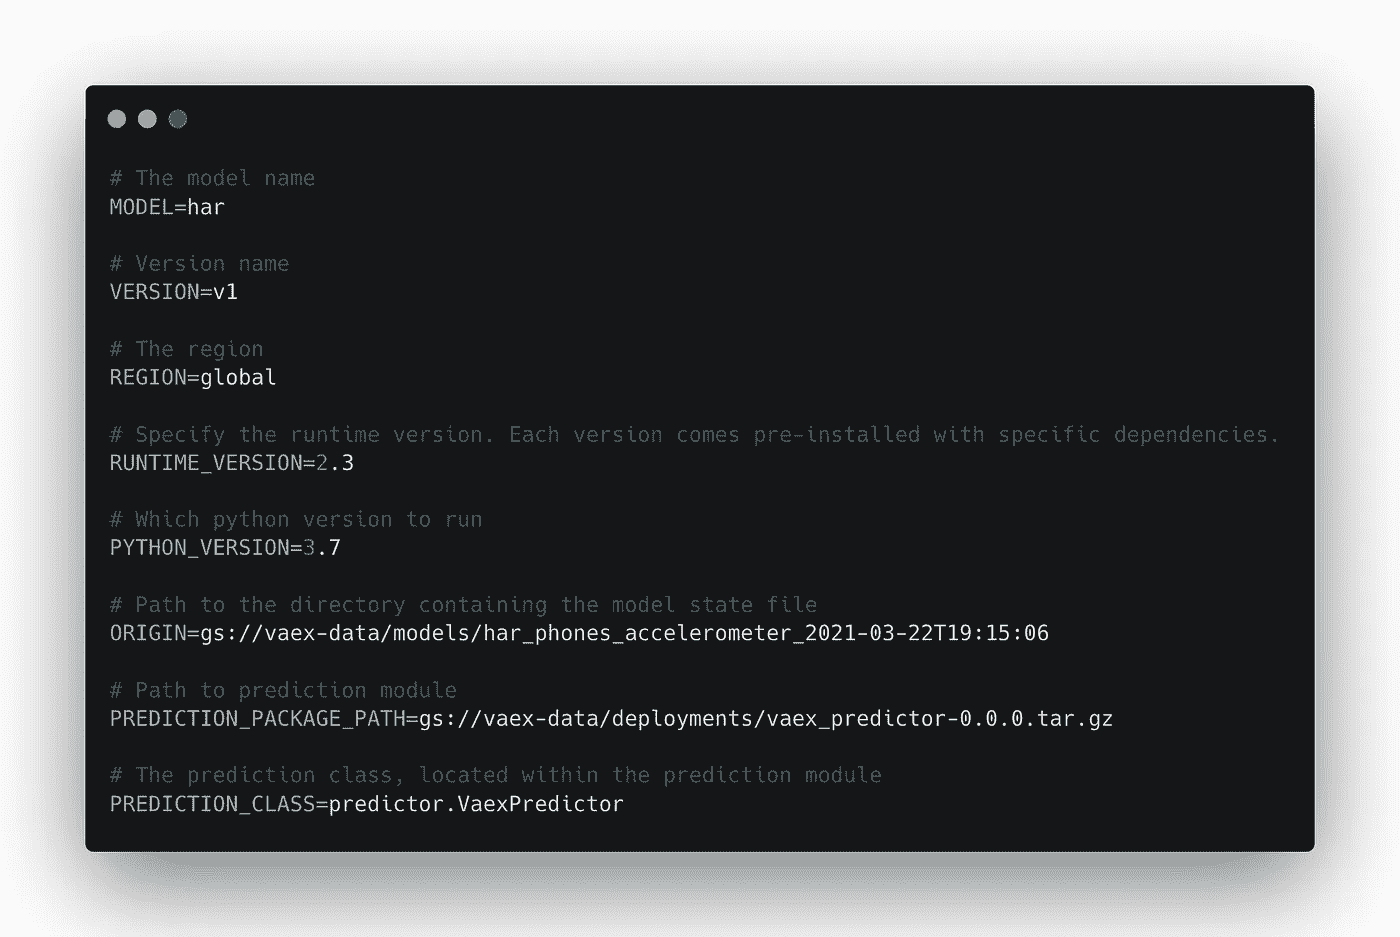 # The model name
MODEL=har
# Version name
VERSION=v1
# The region
REGION=global
# Specify the runtime version. Each version comes pre-installed with specific dependencies.
RUNTIME_VERSION=2.3
# Which python version to run
PYTHON_VERSION=3.7
# Path to the directory containing the model state file
ORIGIN=gs://vaex-data/models/har_phones_accelerometer_2021-03-22T19:15:06
# Path to prediction module
PREDICTION_PACKAGE_PATH=gs://vaex-data/deployments/vaex_predictor-0.0.0.tar.gz
# The prediction class, located within the prediction module
PREDICTION_CLASS=predictor.VaexPredictor